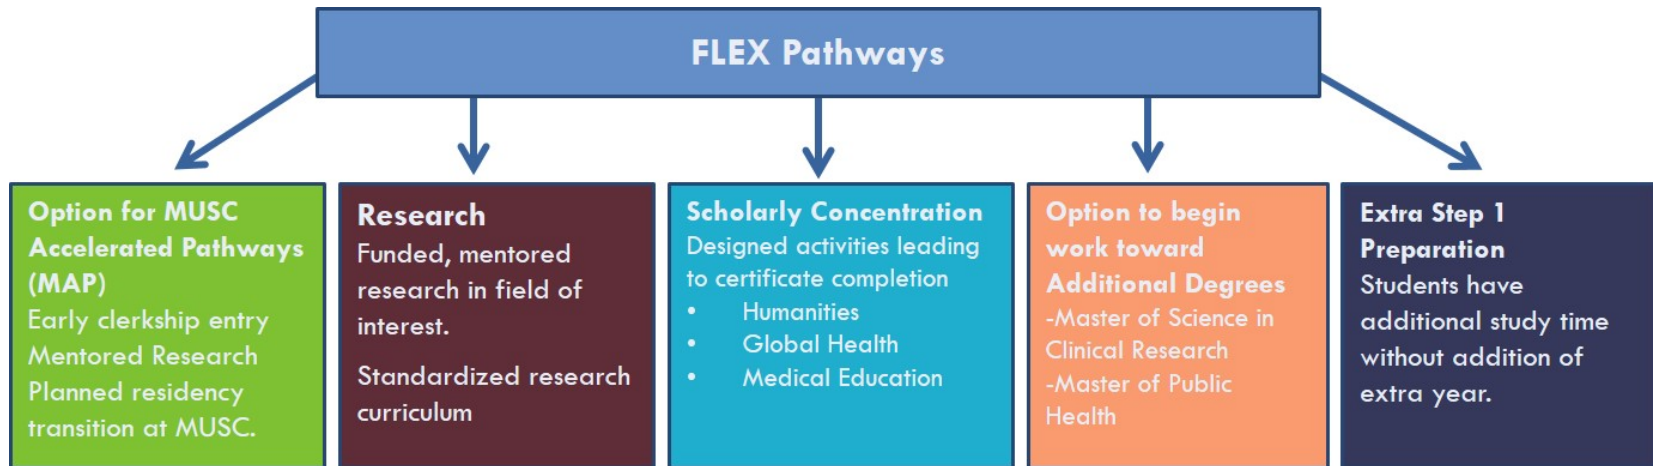 FLEX Pathways
Option for MUSC
Accelerated Pathways
(MAP)
Early clerkship entry
Mentored Research
Planned residency
transition at MUSC.
Research
Funded, mentored
research in field of
interest.
Standardized research
curriculum
Scholarly Concentration
Designed activities leading
to certificate completion
• Humanities
• Global Health
• Medical Education
Option to begin
work toward
Additional Degrees
-Master of Science in
Clinical Research
-Master of Public
Health
Extra Step 1
Preparation
Students have
additional study time
without addition of
extra year.